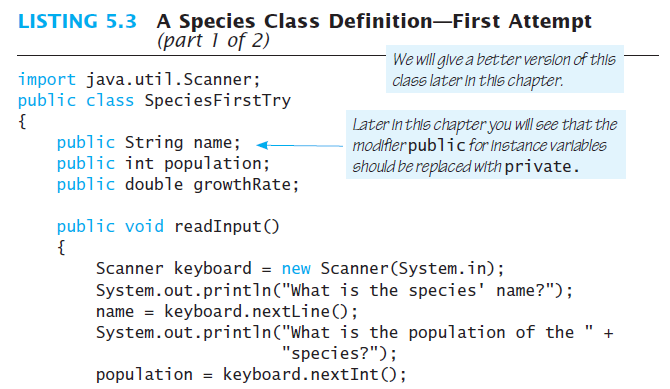 LISTING 5.3 A Species Class Definition—First Attempt
(part 1 of 2)
We will give a better version of this
class later in this chapter.
import java.util.Scanner;
public class SpeciesFirstTry
{
public String name;
public int population;
public double growthRate;
Later in this chapter you will see that the
modifier public for instance variables
should be replaced with private.
public void readInput()
{
Scanner keyboard = new Scanner(System.in);
System.out.println("What is the species' name?");
name = keyboard.nextLine();
System.out.println("What is the population of the " +
"species?");
population = keyboard.nextInt();